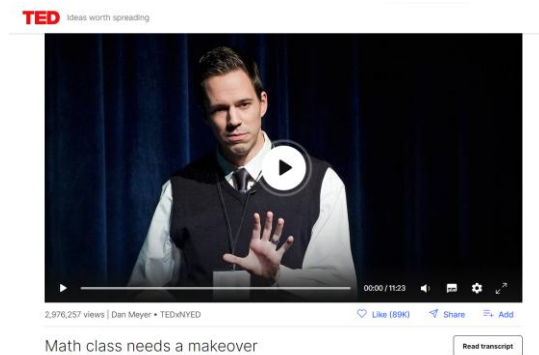 TED ideas worth spreading
00:00 / 11:23
2,976,257 views | Dan Meyer • TEDxNYED
Like (89K)
Share
Add
Math class needs a makeover
Read transcript